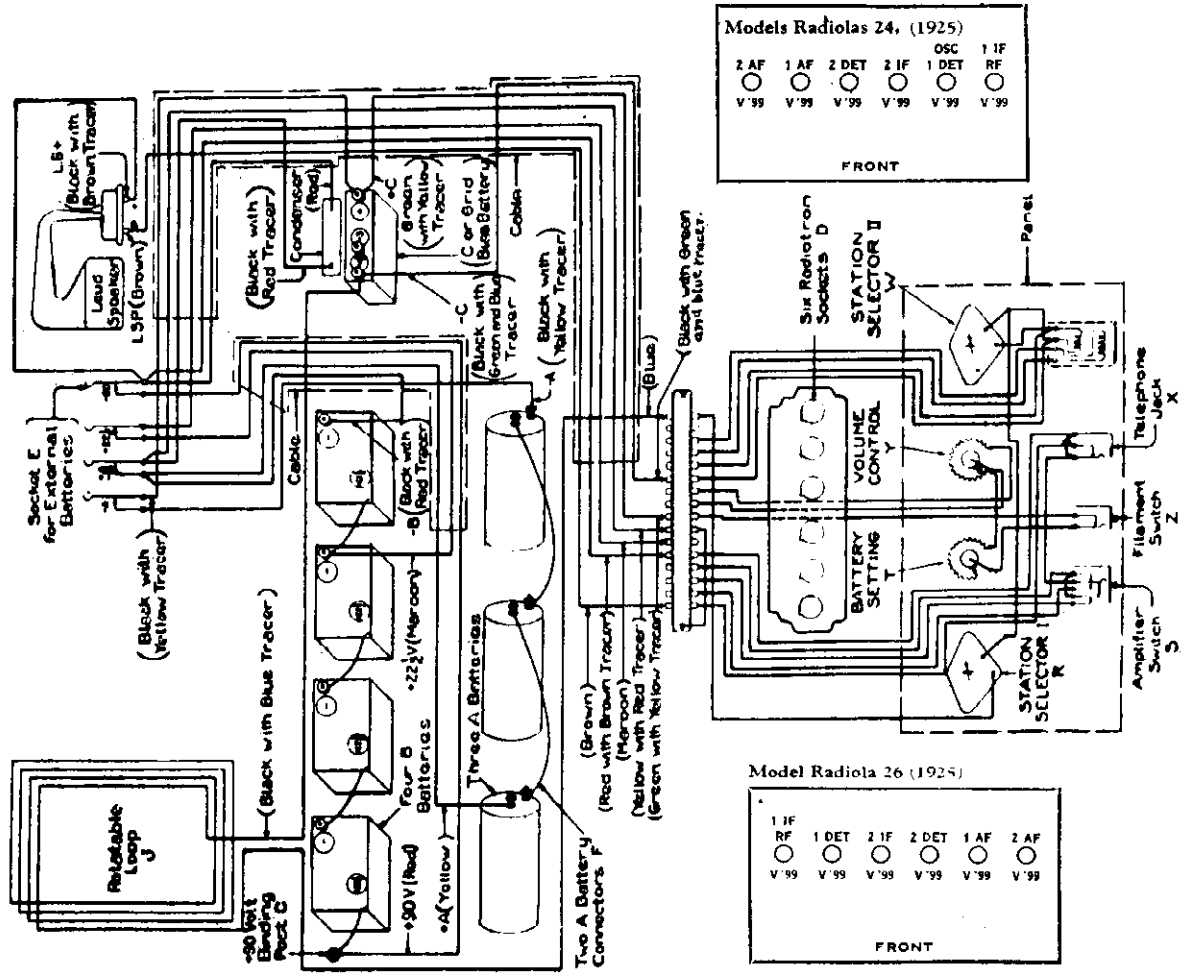 Models Radiolas 24, (1925)
OSC 1 IF
2 AF 1 AF 2 DET 2 IF 1 DET RF
V '99 V '99 V '99 V '99 V '99 V '99
FRONT
LS+
(Black with
Brown Tracer)
Loud
Speaker
LSP (Brown)
Socket E
for External
Batteries
(Black with
Yellow Tracer)
(Black with
Red Tracer)
Condenser
(Red)
+C
(Green
with Yellow
Tracer)
C or Grid
Bias Battery
Cable
-C
(Black with
Green and Blue
Tracer)
-A (Black with
Yellow Tracer)
Cable
-B (Black with
Red Tracer)
Rotatable
Loop
J
(Black with Blue Tracer)
+22½V (Maroon)
Four B
Batteries
Three A Batteries
+90 Volt
Binding
Post C
+90V (Red)
+A (Yellow)
Two A Battery
Connectors F
(Blue)
(Black with Green
and blue tracer.
(Brown)
(Red with Brown Tracer)
(Maroon)
(Yellow with Red Tracer)
(Green with Yellow Tracer)
Six Radiotron
Sockets D
STATION
SELECTOR II
W
Panel
VOLUME
CONTROL
Y
BATTERY
SETTING
T
STATION
SELECTOR I
R
Telephone
Jack
X
Filament
Switch
Z
Amplifier
Switch
S
Model Radiola 26 (1925)
1 IF
RF 1 DET 2 IF 2 DET 1 AF 2 AF
V '99 V '99 V '99 V '99 V '99 V '99
FRONT